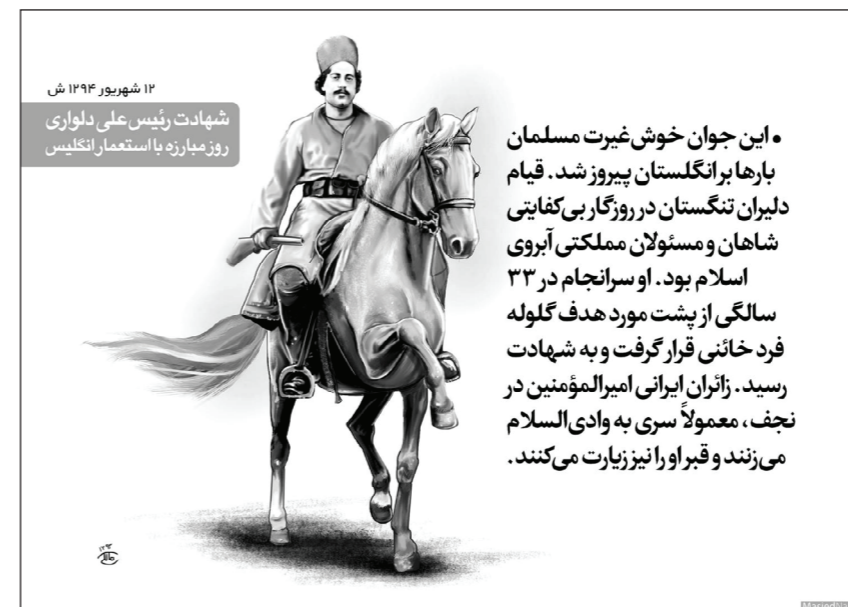 ۱۲ شهریور ۱۲۹۴ ش
شهادت رئیس‌علی دلواری
روز مبارزه با استعمار انگلیس
• این جوان خوش‌غیرت مسلمان
بارها بر انگلستان پیروز شد. قیام
دلیران تنگستان در روزگار بی‌کفایتی
شاهان و مسئولان مملکتی آبروی
اسلام بود. او سرانجام در ۳۳
سالگی از پشت مورد هدف گلوله
فرد خائنی قرار گرفت و به شهادت
رسید. زائران ایرانی امیرالمؤمنین در
نجف، معمولاً سری به وادی‌السلام
می‌زنند و قبر او را نیز زیارت می‌کنند.